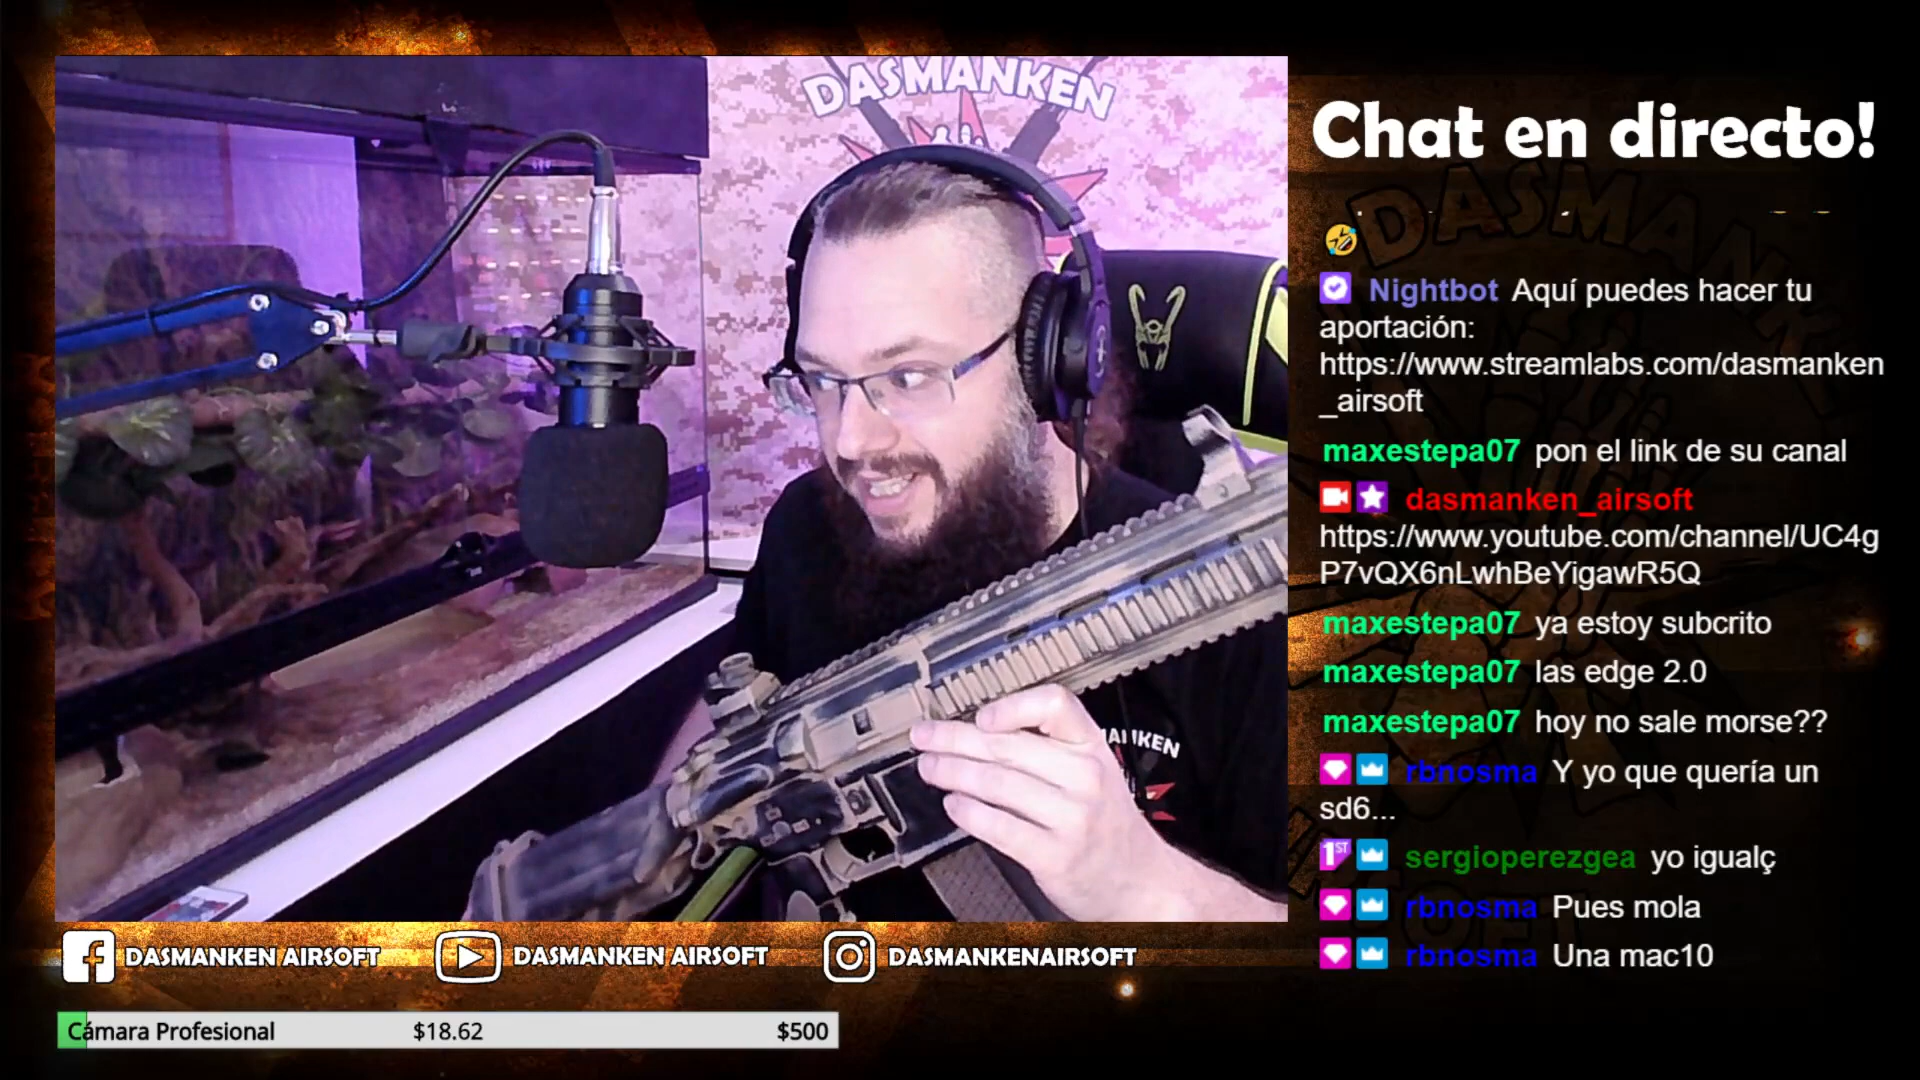 DASMANKEN
Chat en directo!
🤣
Nightbot Aquí puedes hacer tu
aportación:
https://www.streamlabs.com/dasmanken
_airsoft
maxestepa07 pon el link de su canal
dasmanken_airsoft
https://www.youtube.com/channel/UC4g
P7vQX6nLwhBeYigawR5Q
maxestepa07 ya estoy subcrito
maxestepa07 las edge 2.0
maxestepa07 hoy no sale morse??
rbnosma Y yo que quería un
sd6...
1ST sergioperezgea yo igualç
rbnosma Pues mola
rbnosma Una mac10
DASMANKEN AIRSOFT
DASMANKEN AIRSOFT
DASMANKENAIRSOFT
Cámara Profesional $18.62 $500